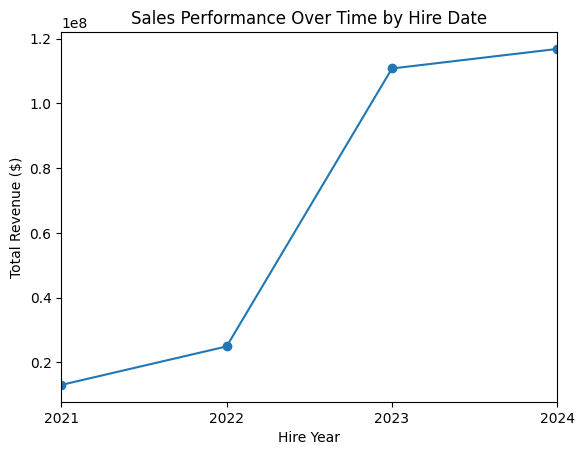 Sales Performance Over Time by Hire Date
1e8
1.2
1.0
0.8
0.6
0.4
0.2
Total Revenue ($)
2021 2022 2023 2024
Hire Year